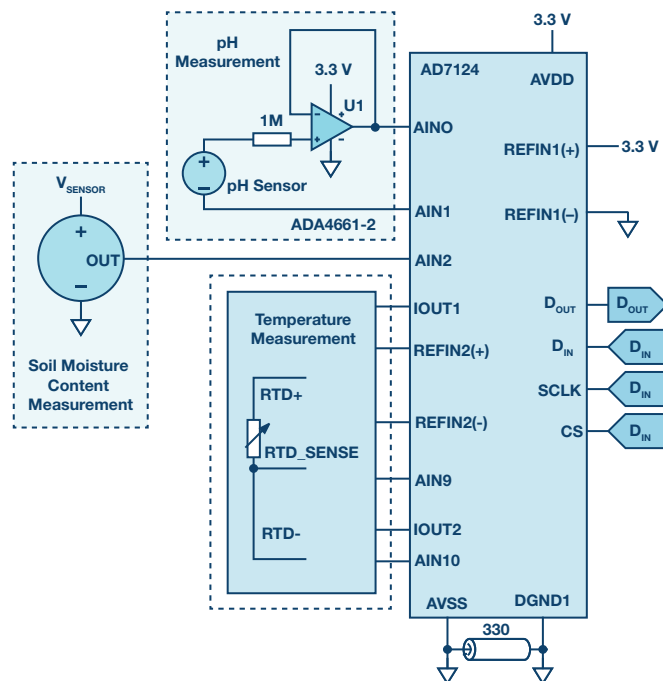 3.3 V
pH
Measurement
3.3 V
U1
1M
pH Sensor
ADA4661-2
AD7124
AVDD
AINO
REFIN1(+)
3.3 V
AIN1
REFIN1(–)
VSENSOR
OUT
Soil Moisture
Content
Measurement
AIN2
Temperature
Measurement
RTD+
RTD_SENSE
RTD-
IOUT1
REFIN2(+)
REFIN2(-)
AIN9
IOUT2
AIN10
DOUT
DOUT
DIN
DIN
SCLK
DIN
CS
DIN
AVSS
DGND1
330